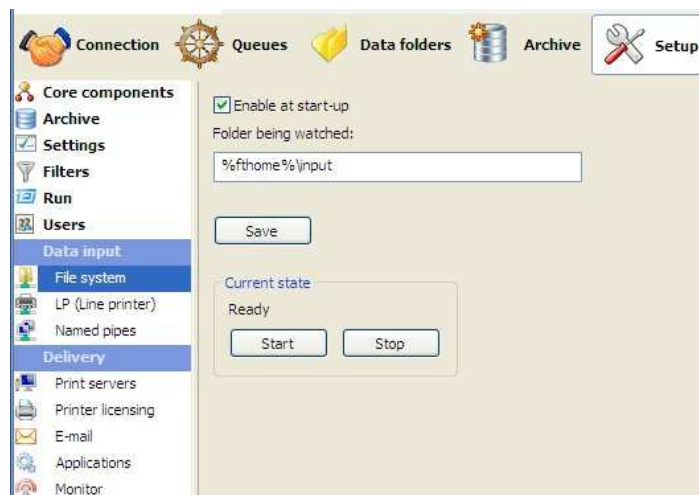 Connection Queues Data folders Archive Setup
Core components
Archive
Settings
Filters
Run
Users
Data input
File system
LP (Line printer)
Named pipes
Delivery
Print servers
Printer licensing
E-mail
Applications
Monitor
Enable at start-up
Folder being watched:
%fthome%\input
Save
Current state
Ready
Start Stop